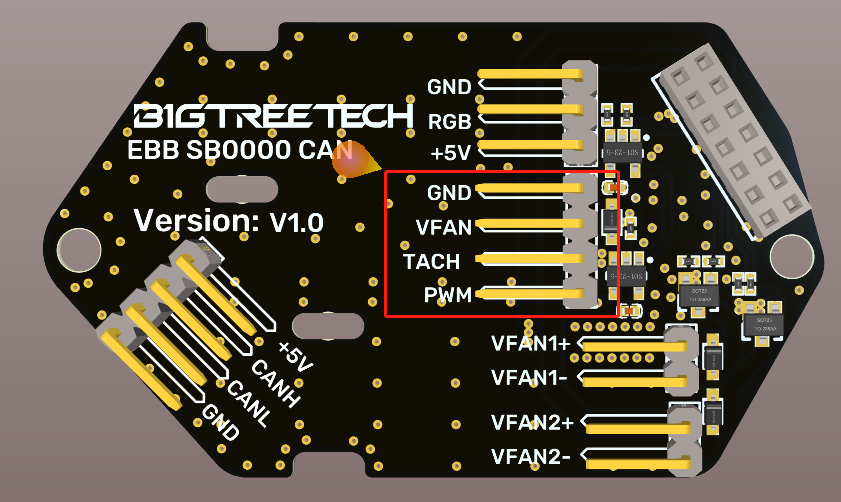 BIGTREETECH
EBB SB0000 CAN
Version: V1.0
GND
RGB
+5V
GND
VFAN
TACH
PWM
VFAN1+
VFAN1-
VFAN2+
VFAN2-
+5V
CANH
CANL
GND